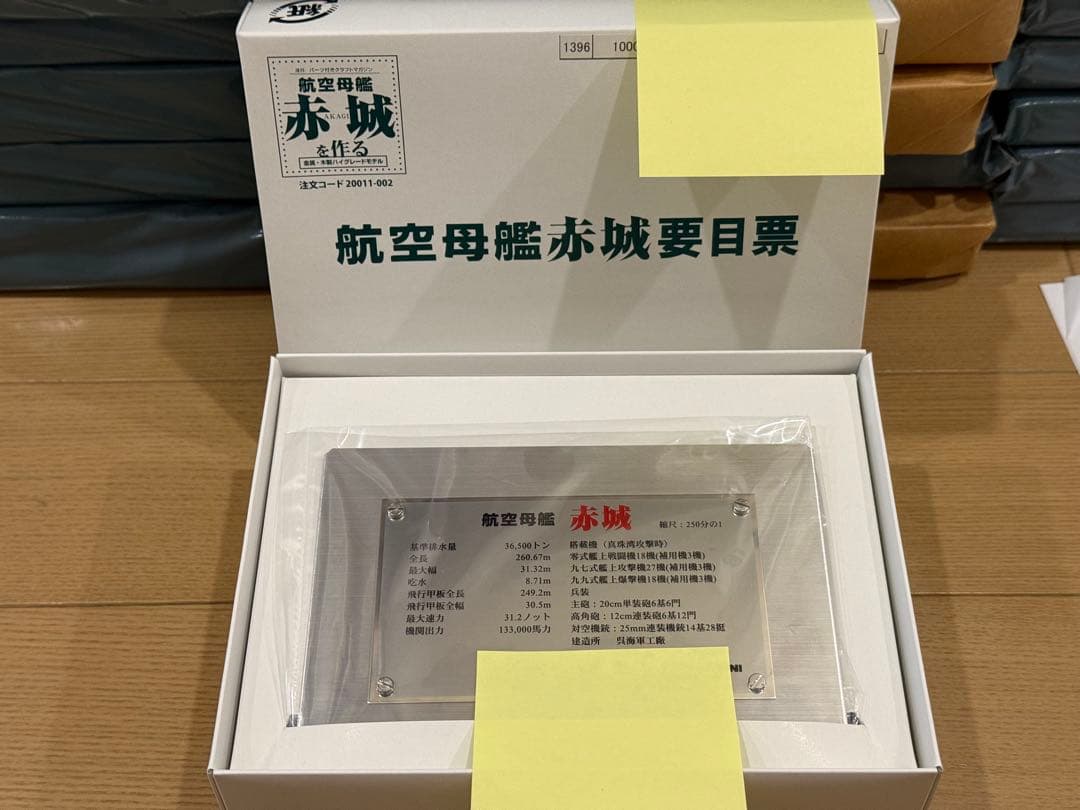 紙
1396 1000
週刊 パーツ付きクラフトマガジン
航空母艦
赤城
AKAGI
を作る
金属・木製ハイグレードモデル
注文コード 20011-002
航空母艦赤城要目票
航空母艦 赤城 縮尺:250分の1
基準排水量 36,500トン
全長 260.67m
最大幅 31.32m
吃水 8.71m
飛行甲板全長 249.2m
飛行甲板全幅 30.5m
最大速力 31.2ノット
機関出力 133,000馬力
搭載機(真珠湾攻撃時)
零式艦上戦闘機18機(補用機3機)
九七式艦上攻撃機27機(補用機3機)
九九式艦上爆撃機18機(補用機3機)
兵装
主砲:20cm単装砲6基6門
高角砲:12cm連装砲6基12門
対空機銃:25mm連装機銃14基28挺
建造所 呉海軍工廠
NI